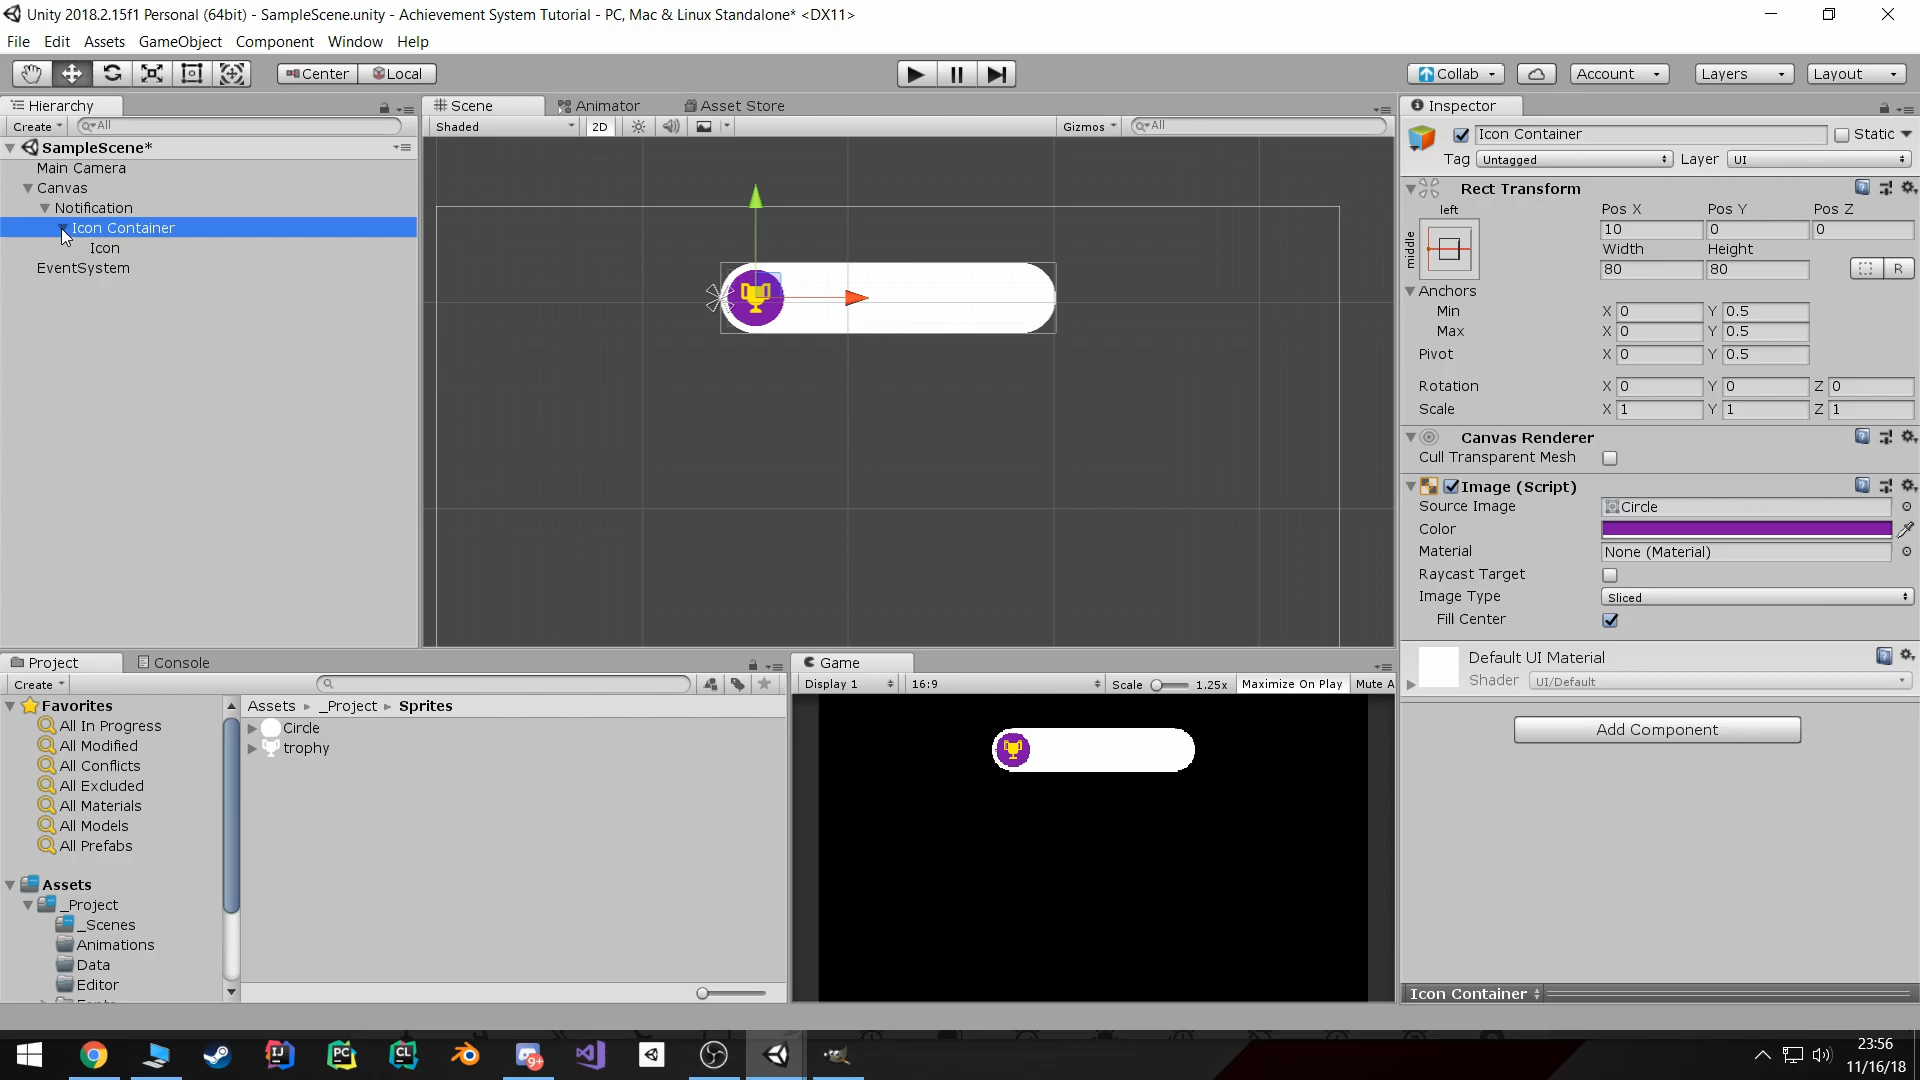 Unity 2018.2.15f1 Personal (64bit) - SampleScene.unity - Achievement System Tutorial - PC, Mac & Linux Standalone* <DX11>
File Edit Assets GameObject Component Window Help
Center Local Collab Account Layers Layout
Hierarchy
Create All
SampleScene*
Main Camera
Canvas
Notification
Icon Container
Icon
EventSystem
Scene Animator Asset Store
Shaded 2D Gizmos All
Inspector
Icon Container Static
Tag Untagged Layer UI
Rect Transform
left
middle
Pos X Pos Y Pos Z
10 0 0
Width Height
80 80 R
Anchors
Min X 0 Y 0.5
Max X 0 Y 0.5
Pivot X 0 Y 0.5
Rotation X 0 Y 0 Z 0
Scale X 1 Y 1 Z 1
Canvas Renderer
Cull Transparent Mesh
Image (Script)
Source Image Circle
Color
Material None (Material)
Raycast Target
Image Type Sliced
Fill Center
Default UI Material
Shader UI/Default
Add Component
Icon Container
Project Console
Create
Favorites
All In Progress
All Modified
All Conflicts
All Excluded
All Materials
All Models
All Prefabs
Assets
_Project
_Scenes
Animations
Data
Editor
Assets _Project Sprites
Circle
trophy
Game
Display 1 16:9 Scale 1.25x Maximize On Play Mute A
IJ PC CL 9+
23:56
11/16/18